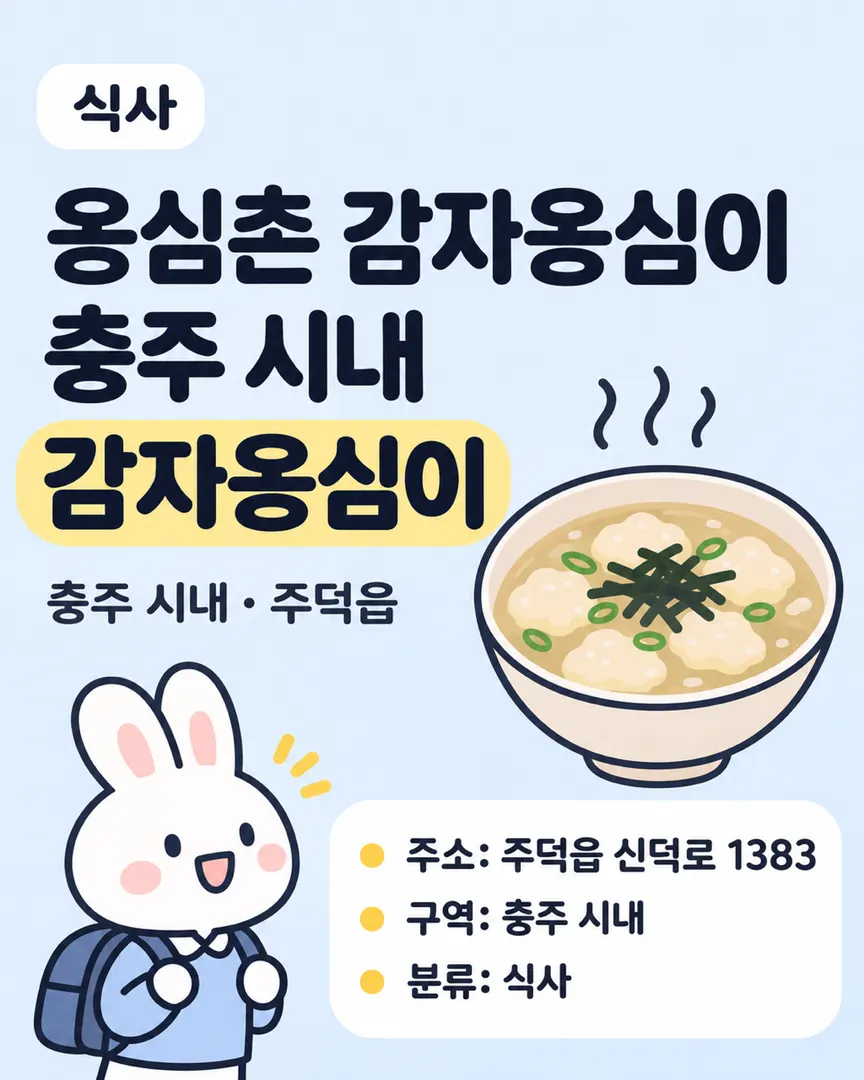 식사
옹심촌 감자옹심이
충주 시내
감자옹심이
충주 시내 · 주덕읍
주소: 주덕읍 신덕로 1383
구역: 충주 시내
분류: 식사